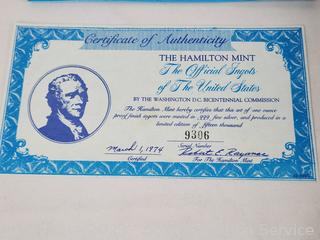 Certificate of Authenticity
THE HAMILTON MINT
The Official Ingots
of The United States
BY THE WASHINGTON D.C. BICENTENNIAL COMMISSION
The Hamilton Mint hereby certifies that this set of one ounce
proof finish ingots were minted in .999 fine silver, and produced in a
limited edition of fifteen thousand
9306
March 1, 1974
Serial Number
Certified
For The Hamilton Mint
Service